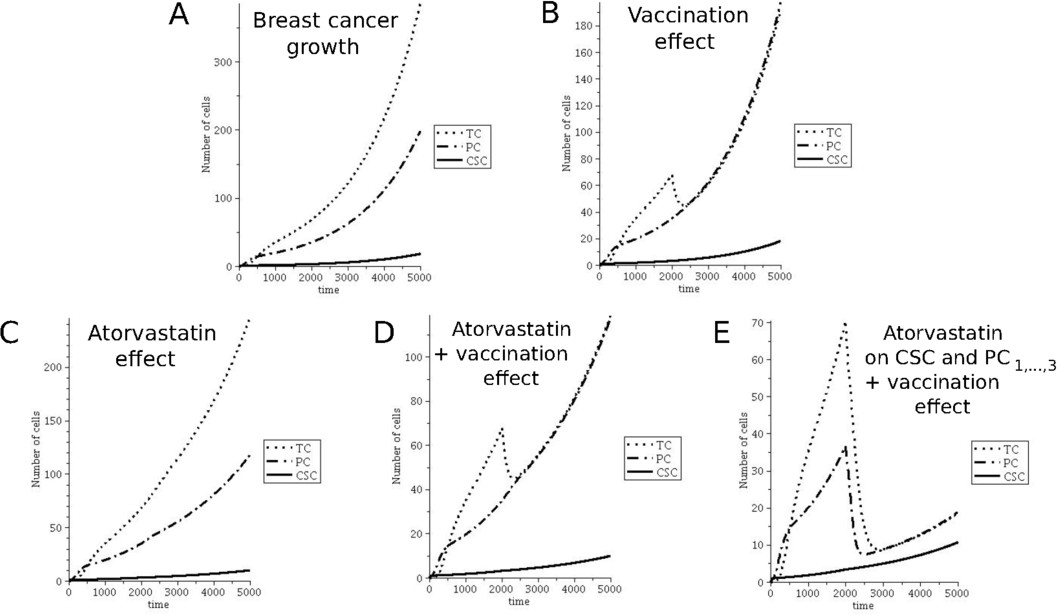 A
Breast cancer
growth
Number of cells
300
200
100
0
0 1000 2000 3000 4000 5000
time
TC
PC
CSC
B
Vaccination
effect
Number of cells
180
160
140
120
100
80
60
40
20
0
0 1000 2000 3000 4000 5000
time
TC
PC
CSC
C
Atorvastatin
effect
Number of cells
200
150
100
50
0
0 1000 2000 3000 4000 5000
time
TC
PC
CSC
D
Atorvastatin
+ vaccination
effect
Number of cells
100
80
60
40
20
0
0 1000 2000 3000 4000 5000
time
TC
PC
CSC
E
Atorvastatin
on CSC and PC 1,...,3
+ vaccination
effect
Number of cells
70
60
50
40
30
20
10
0
0 1000 2000 3000 4000 5000
time
TC
PC
CSC